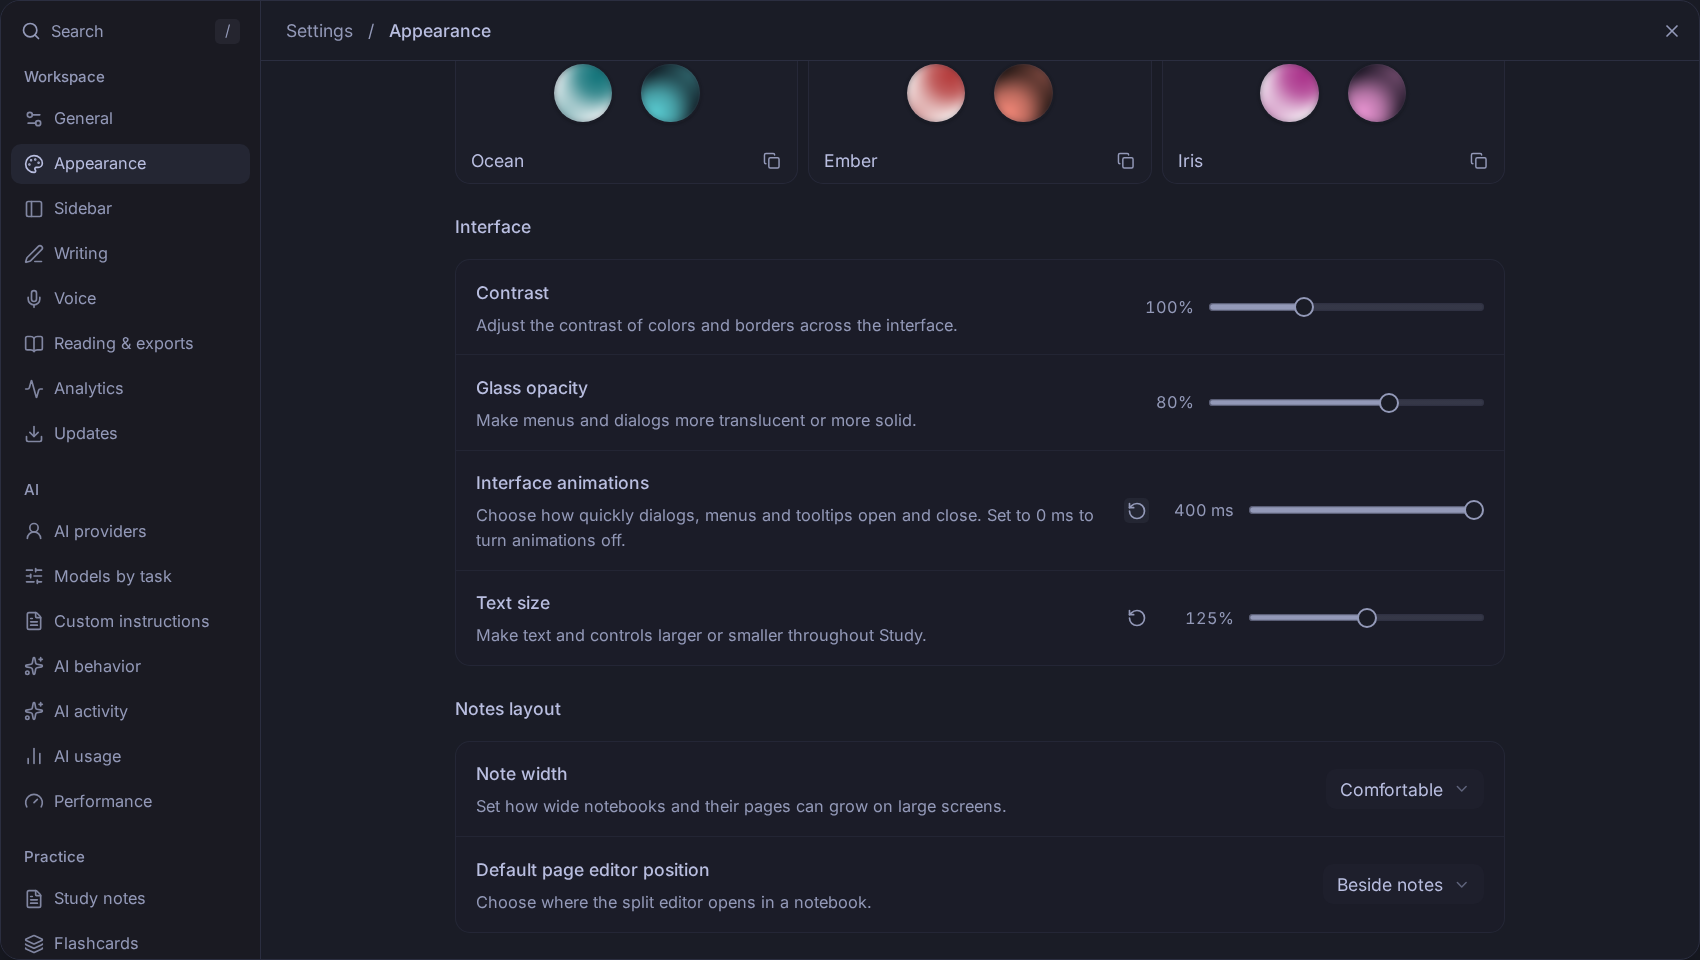 Search /
Workspace
General
Appearance
Sidebar
Writing
Voice
Reading & exports
Analytics
Updates
AI
AI providers
Models by task
Custom instructions
AI behavior
AI activity
AI usage
Performance
Practice
Study notes
Flashcards
Settings / Appearance
Ocean
Ember
Iris
Interface
Contrast
Adjust the contrast of colors and borders across the interface.
100%
Glass opacity
Make menus and dialogs more translucent or more solid.
80%
Interface animations
Choose how quickly dialogs, menus and tooltips open and close. Set to 0 ms to
turn animations off.
400 ms
Text size
Make text and controls larger or smaller throughout Study.
125%
Notes layout
Note width
Set how wide notebooks and their pages can grow on large screens.
Comfortable
Default page editor position
Choose where the split editor opens in a notebook.
Beside notes